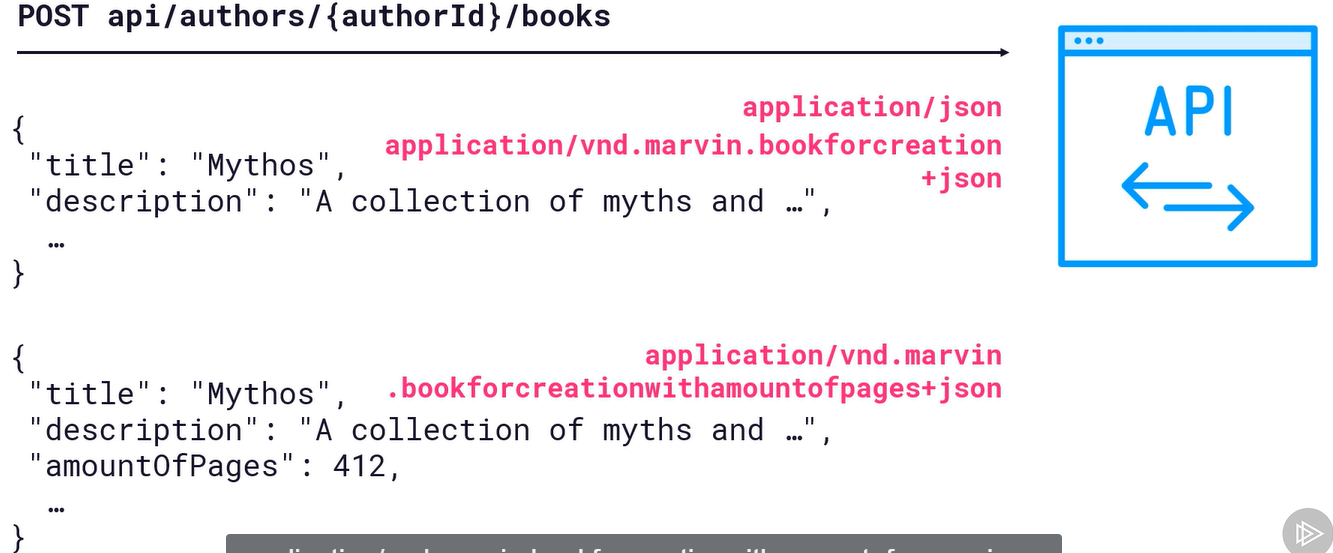 POST api/authors/{authorId}/books
application/json
{
application/vnd.marvin.bookforcreation
"title": "Mythos",
+json
"description": "A collection of myths and …",
…
}
API
{
application/vnd.marvin
"title": "Mythos",
.bookforcreationwithamountofpages+json
"description": "A collection of myths and …",
"amountOfPages": 412,
…
}